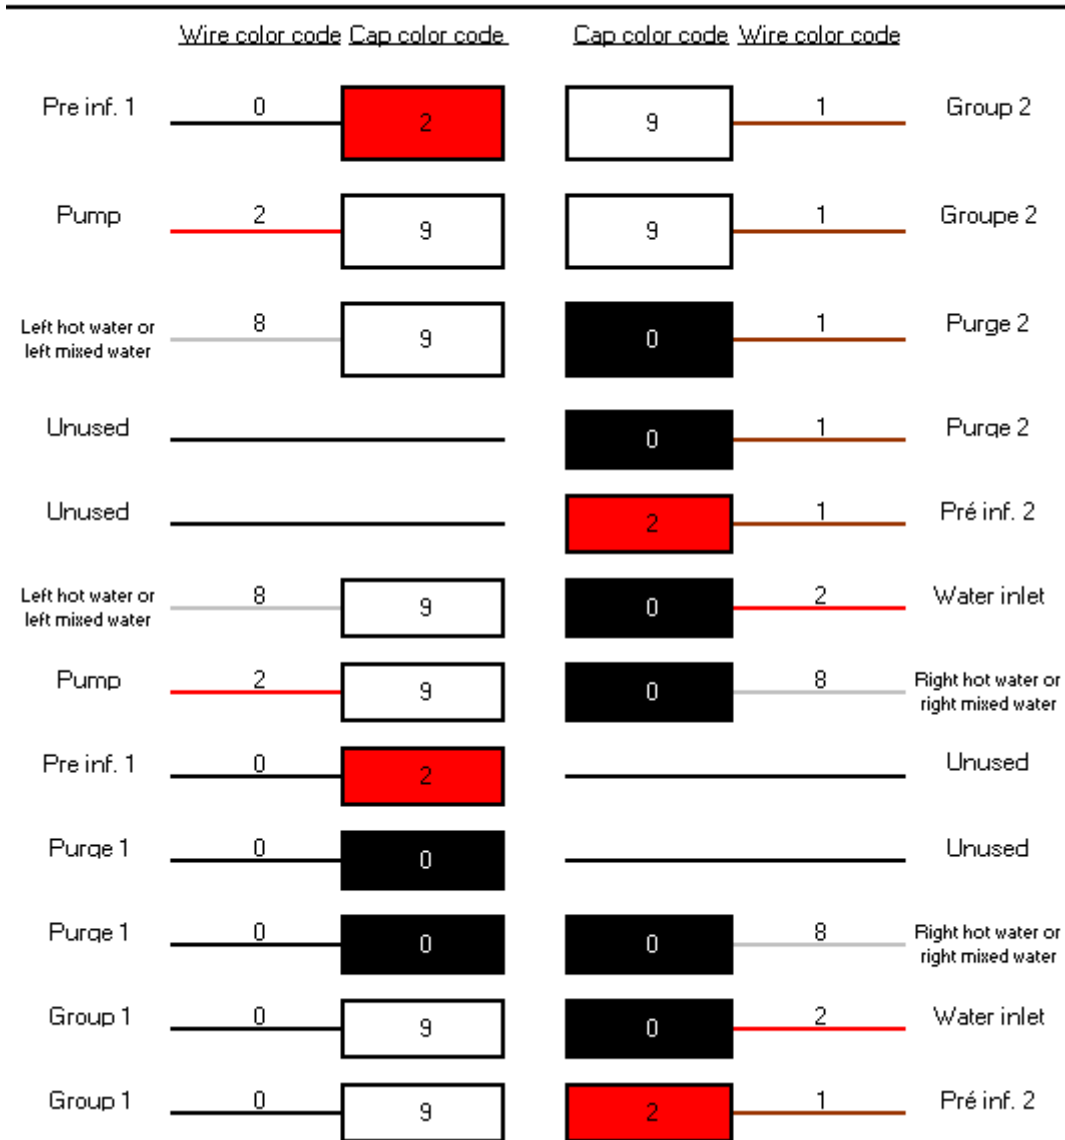 Wire color code Cap color code Cap color code Wire color code
Pre inf. 1 0 2 9 1 Group 2
Pump 2 9 9 1 Groupe 2
Left hot water or
left mixed water 8 9 0 1 Purge 2
Unused 0 1 Purge 2
Unused 2 1 Pré inf. 2
Left hot water or
left mixed water 8 9 0 2 Water inlet
Pump 2 9 0 8 Right hot water or
right mixed water
Pre inf. 1 0 2 Unused
Purge 1 0 0 Unused
Purge 1 0 0 0 8 Right hot water or
right mixed water
Group 1 0 9 0 2 Water inlet
Group 1 0 9 2 1 Pré inf. 2